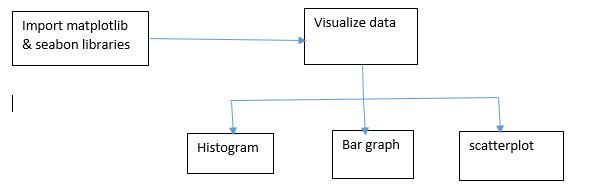 Import matplotlib
& seabon libraries
Visualize data
Histogram
Bar graph
scatterplot